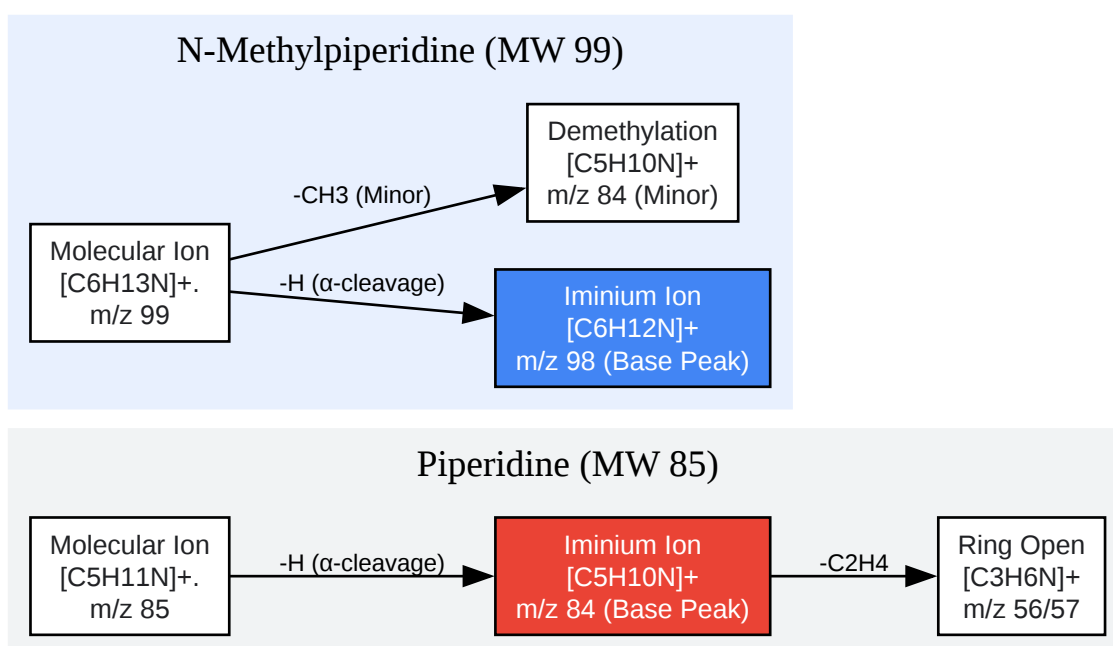 N-Methylpiperidine (MW 99)
Demethylation
[C5H10N]+
m/z 84 (Minor)
-CH3 (Minor)
Molecular Ion
[C6H13N]+.
m/z 99
-H (α-cleavage)
Iminium Ion
[C6H12N]+
m/z 98 (Base Peak)
Piperidine (MW 85)
Molecular Ion
[C5H11N]+.
m/z 85
-H (α-cleavage)
Iminium Ion
[C5H10N]+
m/z 84 (Base Peak)
-C2H4
Ring Open
[C3H6N]+
m/z 56/57